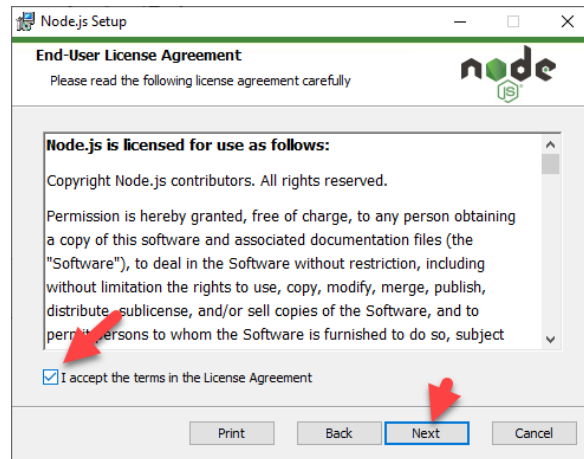 Node.js Setup
End-User License Agreement
Please read the following license agreement carefully
node
JS
Node.js is licensed for use as follows:
Copyright Node.js contributors. All rights reserved.
Permission is hereby granted, free of charge, to any person obtaining
a copy of this software and associated documentation files (the
"Software"), to deal in the Software without restriction, including
without limitation the rights to use, copy, modify, merge, publish,
distribute, sublicense, and/or sell copies of the Software, and to
permit persons to whom the Software is furnished to do so, subject
I accept the terms in the License Agreement
Print Back Next Cancel